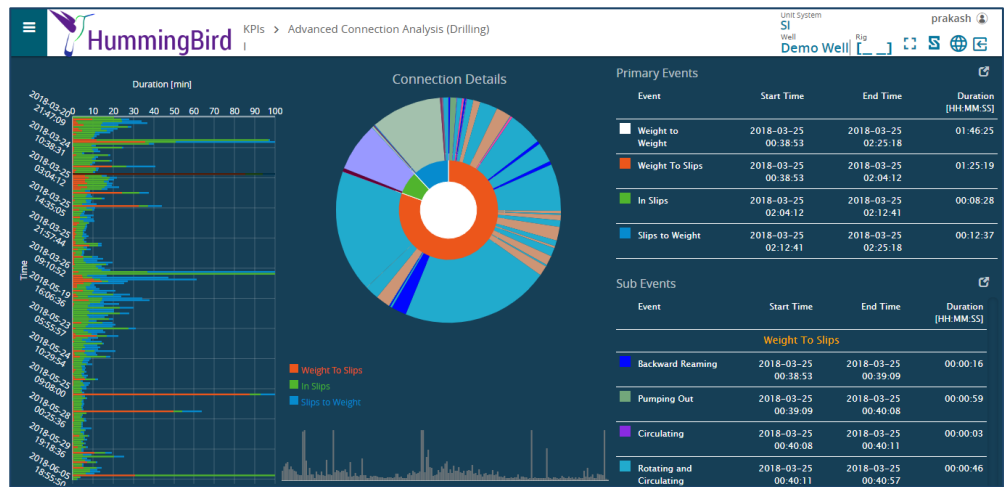 Unit System
SI
prakash
HummingBird
KPIs > Advanced Connection Analysis (Drilling)
Well
Demo Well
Rig
[_ _]
Duration [min]
0 10 20 30 40 50 60 70 80 90 100
Time
2018-03-20
21:47:09
2018-03-24
10:38:31
2018-03-25
03:04:12
2018-03-25
14:35:05
2018-03-25
21:57:44
2018-03-26
09:10:52
2018-05-19
16:06:36
2018-05-23
05:55:57
2018-05-24
10:29:54
2018-05-25
09:08:00
2018-05-28
00:25:36
2018-05-29
19:18:36
2018-06-05
18:55:50
Connection Details
Weight To Slips
In Slips
Slips to Weight
Primary Events
Event Start Time End Time Duration
[HH:MM:SS]
Weight to 2018-03-25 2018-03-25 01:46:25
Weight 00:38:53 02:25:18
Weight To Slips 2018-03-25 2018-03-25 01:25:19
00:38:53 02:04:12
In Slips 2018-03-25 2018-03-25 00:08:28
02:04:12 02:12:41
Slips to Weight 2018-03-25 2018-03-25 00:12:37
02:12:41 02:25:18
Sub Events
Event Start Time End Time Duration
[HH:MM:SS]
Weight To Slips
Backward Reaming 2018-03-25 2018-03-25 00:00:16
00:38:53 00:39:09
Pumping Out 2018-03-25 2018-03-25 00:00:59
00:39:09 00:40:08
Circulating 2018-03-25 2018-03-25 00:00:03
00:40:08 00:40:11
Rotating and 2018-03-25 2018-03-25 00:00:46
Circulating 00:40:11 00:40:57